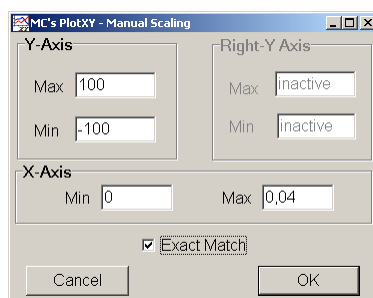 MC's PlotXY - Manual Scaling
Y-Axis
Max 100
Min -100
Right-Y Axis
Max inactive
Min inactive
X-Axis
Min 0 Max 0,04
Exact Match
Cancel OK